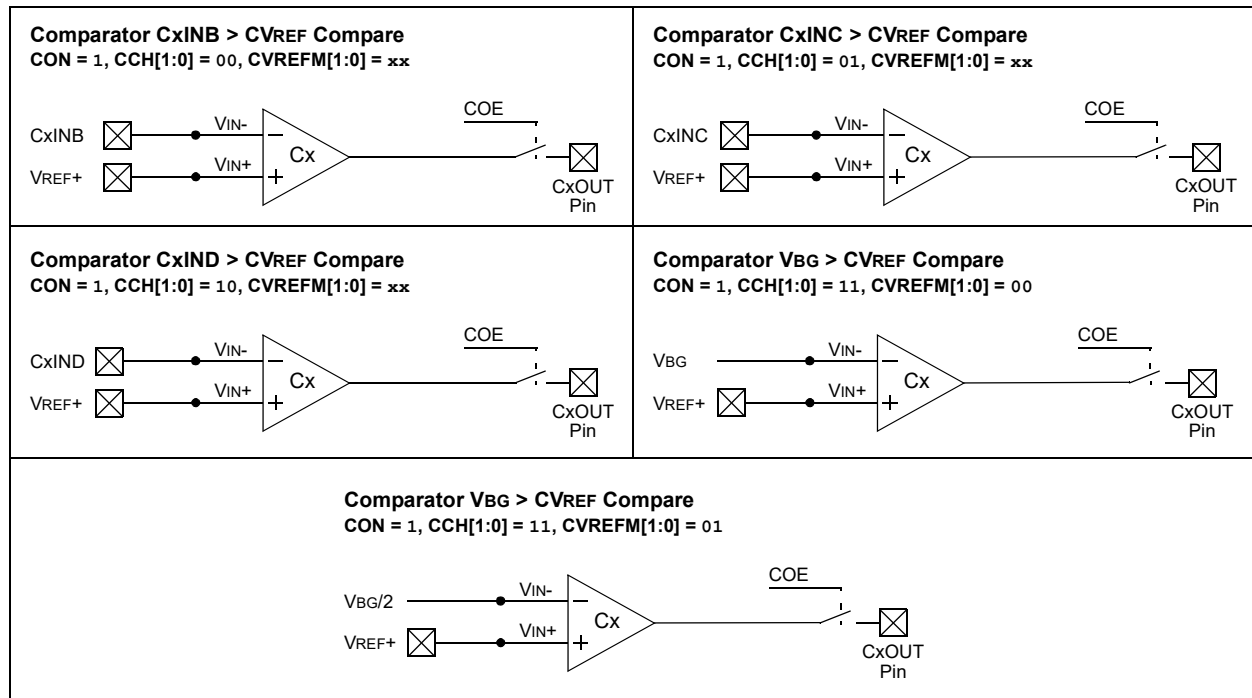 Comparator CxINB > CVREF Compare
CON = 1, CCH[1:0] = 00, CVREFM[1:0] = xx
COE
CxINB
VIN-
VREF+
VIN+
Cx
CxOUT
Pin
Comparator CxINC > CVREF Compare
CON = 1, CCH[1:0] = 01, CVREFM[1:0] = xx
COE
CxINC
VIN-
VREF+
VIN+
Cx
CxOUT
Pin
Comparator CxIND > CVREF Compare
CON = 1, CCH[1:0] = 10, CVREFM[1:0] = xx
COE
CxIND
VIN-
VREF+
VIN+
Cx
CxOUT
Pin
Comparator VBG > CVREF Compare
CON = 1, CCH[1:0] = 11, CVREFM[1:0] = 00
COE
VBG
VIN-
VREF+
VIN+
Cx
CxOUT
Pin
Comparator VBG > CVREF Compare
CON = 1, CCH[1:0] = 11, CVREFM[1:0] = 01
COE
VBG/2
VIN-
VREF+
VIN+
Cx
CxOUT
Pin